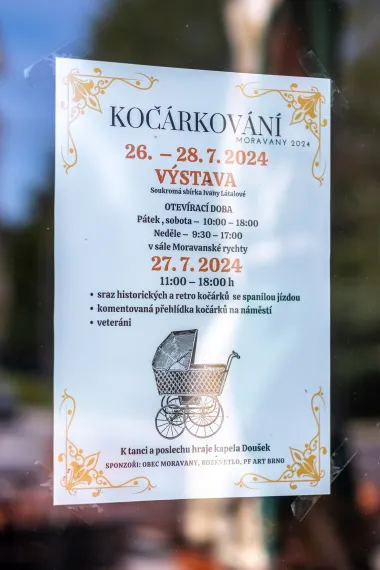 KOČÁRKOVÁNÍ
MORAVANY 2024
26. – 28.7.2024
VÝSTAVA
Soukromá sbírka Ivany Látalové
OTEVÍRACÍ DOBA
Pátek , sobota – 10:00 – 18:00
Neděle – 9:30 – 17:00
v sále Moravanské rychty
27.7.2024
11:00 – 18:00 h
• sraz historických a retro kočárků se spanilou jízdou
• komentovaná přehlídka kočárků na náměstí
• veteráni
K tanci a poslechu hraje kapela Doušek
SPONZOŘI: OBEC MORAVANY, ROZKVETLO, PF ART BRNO